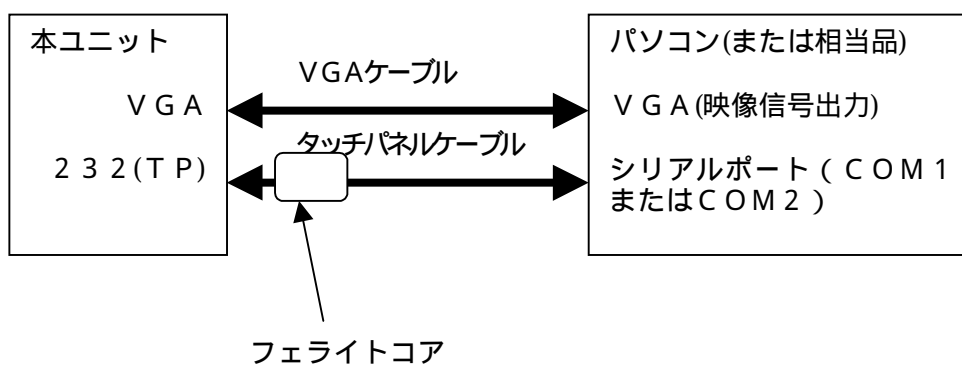 本ユニット
VGA
232(TP)
VGAケーブル
タッチパネルケーブル
パソコン(または相当品)
VGA(映像信号出力)
シリアルポート(COM1
またはCOM2)
フェライトコア